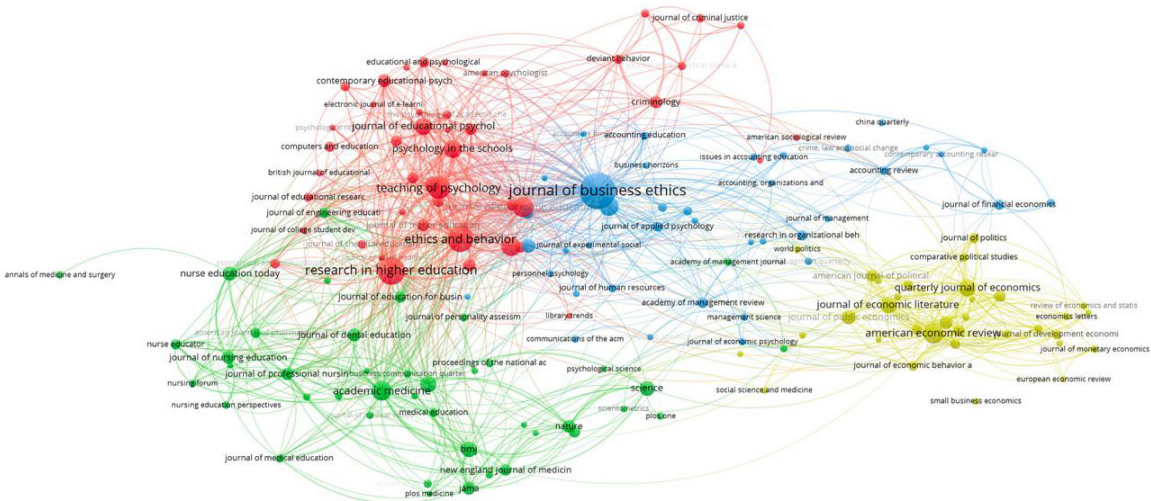 journal of criminal justice
deviant behavior
educational and psychological
american psychologist
contemporary educational psych
electronic journal of e-learni
criminology
journal of educational psychol
computers and education
psychology in the schools
accounting education
american sociological review
china quarterly
issues in accounting education
crime, law and social change
contemporary accounting resear
business horizons
accounting review
british journal of educational
teaching of psychology
journal of business ethics
accounting, organizations and
journal of educational researc
journal of engineering educati
journal of financial economics
journal of management
journal of college student dev
journal of applied psychology
research in organizational beh
ethics and behavior
journal of experimental social
world politics
journal of politics
comparative political studies
academy of management journal
annals of medicine and surgery
nurse education today
research in higher education
personnel psychology
american journal of political
quarterly journal of economics
journal of human resources
journal of education for busin
academy of management review
journal of economic literature
review of economics and statis
economics letters
journal of personality assessm
library trends
management science
journal of public economics
american economic review
journal of development economi
journal of dental education
communications of the acm
journal of economic psychology
nurse educator
journal of monetary economics
journal of nursing education
proceedings of the national ac
journal of economic behavior a
psychological science
journal of professional nursin
business communication quarter
european economic review
nursing forum
academic medicine
science
social science and medicine
small business economics
nursing education perspectives
medical education
scientometrics
plos one
nature
bmj
journal of medical education
new england journal of medicin
jama
plos medicine